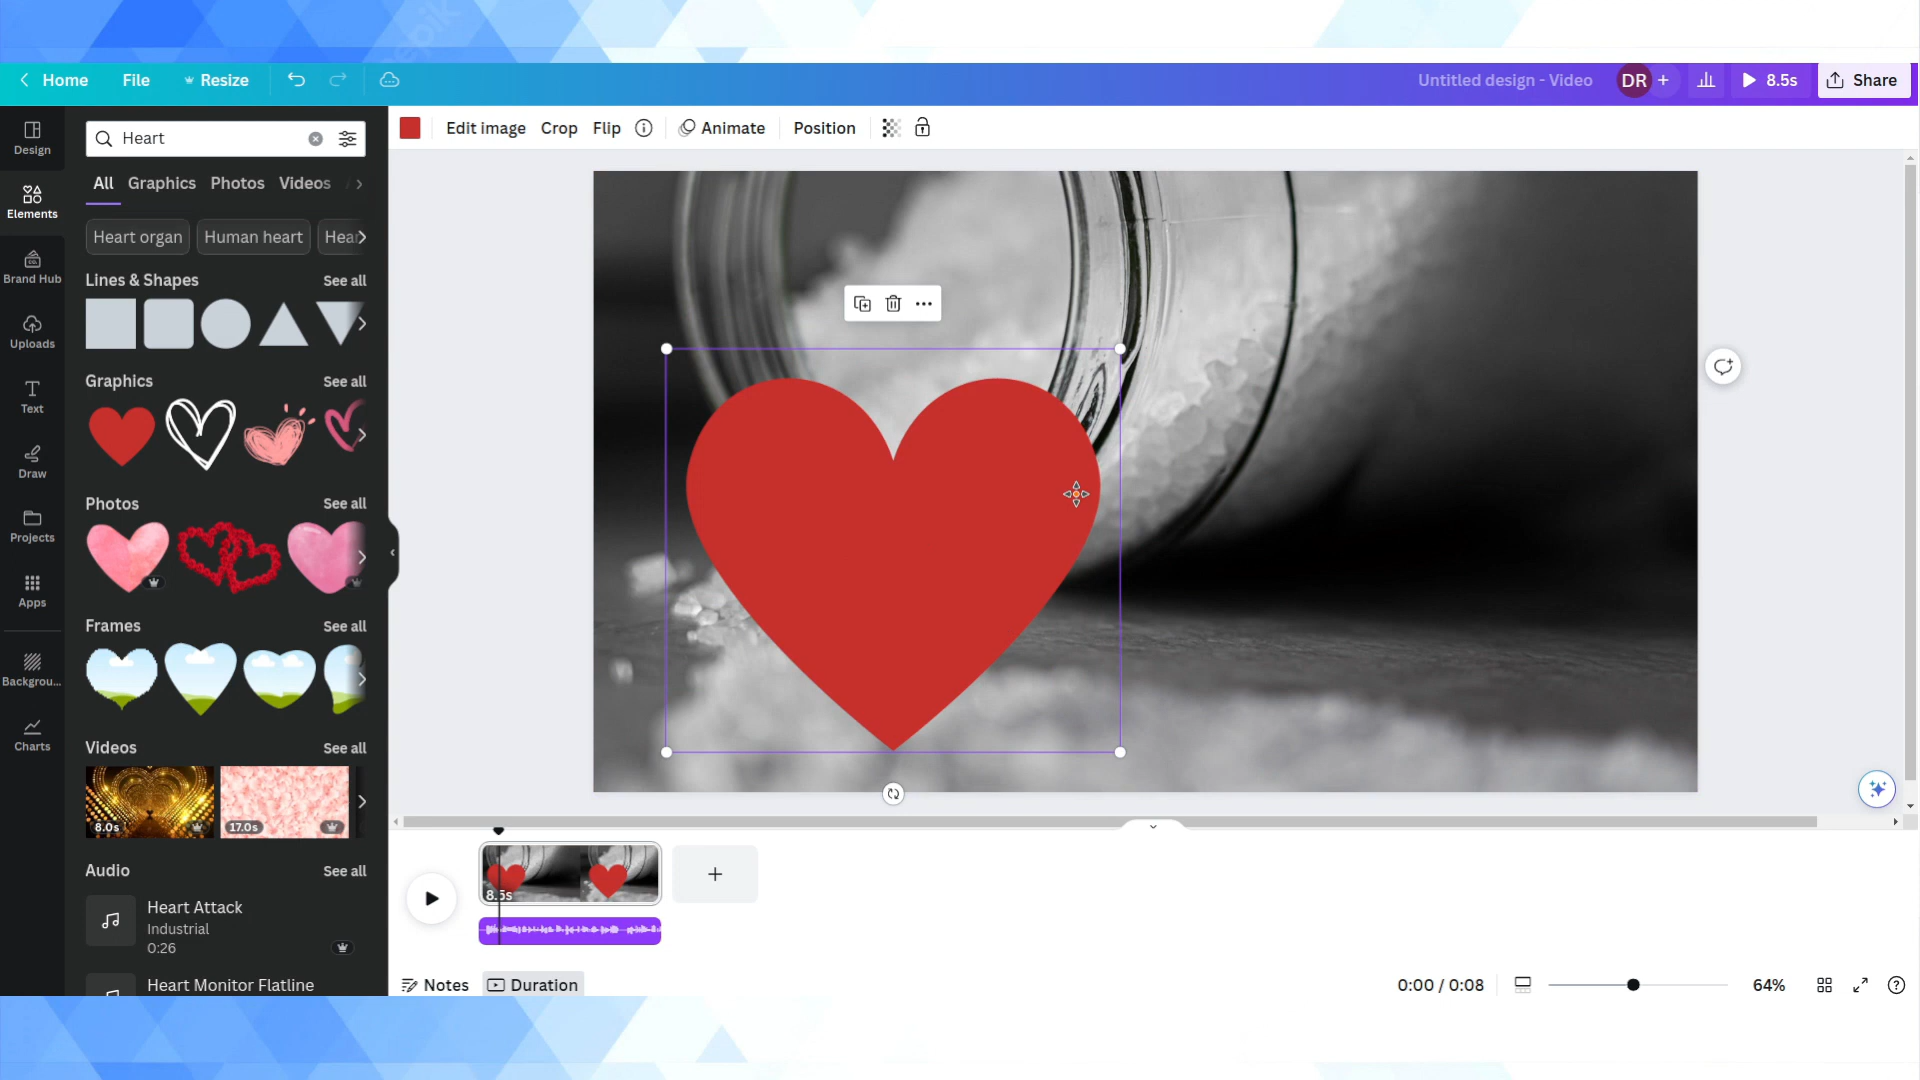 Home File Resize Untitled design - Video DR + 8.5s Share
Design
Elements
Brand Hub
Uploads
Text
Draw
Projects
Apps
Backgrou...
Charts
Heart
All Graphics Photos Videos
Heart organ Human heart Hear
Lines & Shapes See all
Graphics See all
Photos See all
Frames See all
Videos See all
8.0s 17.0s
Audio See all
Heart Attack
Industrial
0:26
Heart Monitor Flatline
Edit image Crop Flip Animate Position
8.5s
Notes Duration 0:00 / 0:08 64%